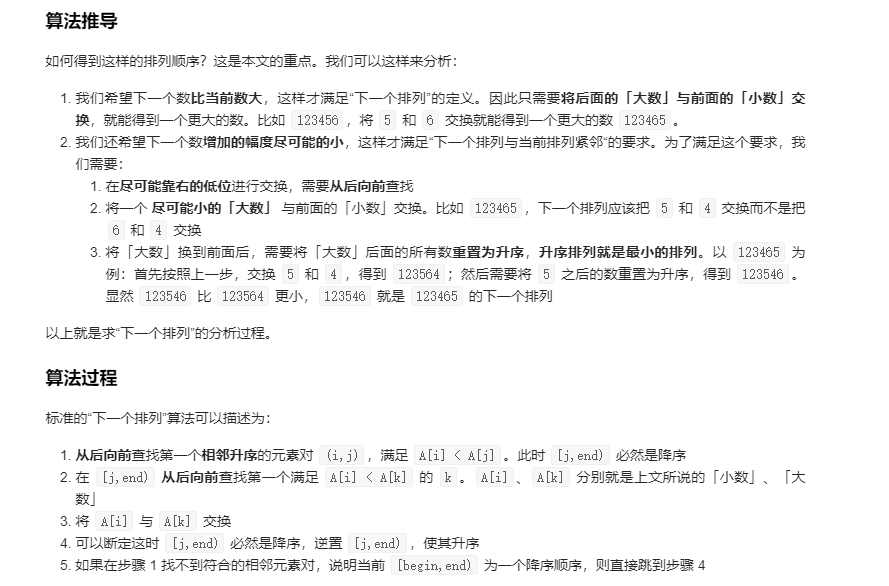 算法推导
如何得到这样的排列顺序？这是本文的重点。我们可以这样来分析：
1. 我们希望下一个数比当前数大，这样才满足“下一个排列”的定义。因此只需要将后面的「大数」与前面的「小数」交
换，就能得到一个更大的数。比如 123456，将 5 和 6 交换就能得到一个更大的数 123465。
2. 我们还希望下一个数增加的幅度尽可能的小，这样才满足“下一个排列与当前排列紧邻“的要求。为了满足这个要求，我
们需要：
1. 在尽可能靠右的低位进行交换，需要从后向前查找
2. 将一个 尽可能小的「大数」 与前面的「小数」交换。比如 123465，下一个排列应该把 5 和 4 交换而不是把
6 和 4 交换
3. 将「大数」换到前面后，需要将「大数」后面的所有数重置为升序，升序排列就是最小的排列。以 123465 为
例：首先按照上一步，交换 5 和 4，得到 123564；然后需要将 5 之后的数重置为升序，得到 123546。
显然 123546 比 123564 更小，123546 就是 123465 的下一个排列
以上就是求“下一个排列”的分析过程。
算法过程
标准的“下一个排列”算法可以描述为：
1. 从后向前查找第一个相邻升序的元素对 (i,j)，满足 A[i] < A[j]。此时 [j,end) 必然是降序
2. 在 [j,end) 从后向前查找第一个满足 A[i] < A[k] 的 k。A[i]、A[k] 分别就是上文所说的「小数」、「大
数」
3. 将 A[i] 与 A[k] 交换
4. 可以断定这时 [j,end) 必然是降序，逆置 [j,end)，使其升序
5. 如果在步骤 1 找不到符合的相邻元素对，说明当前 [begin,end) 为一个降序顺序，则直接跳到步骤 4